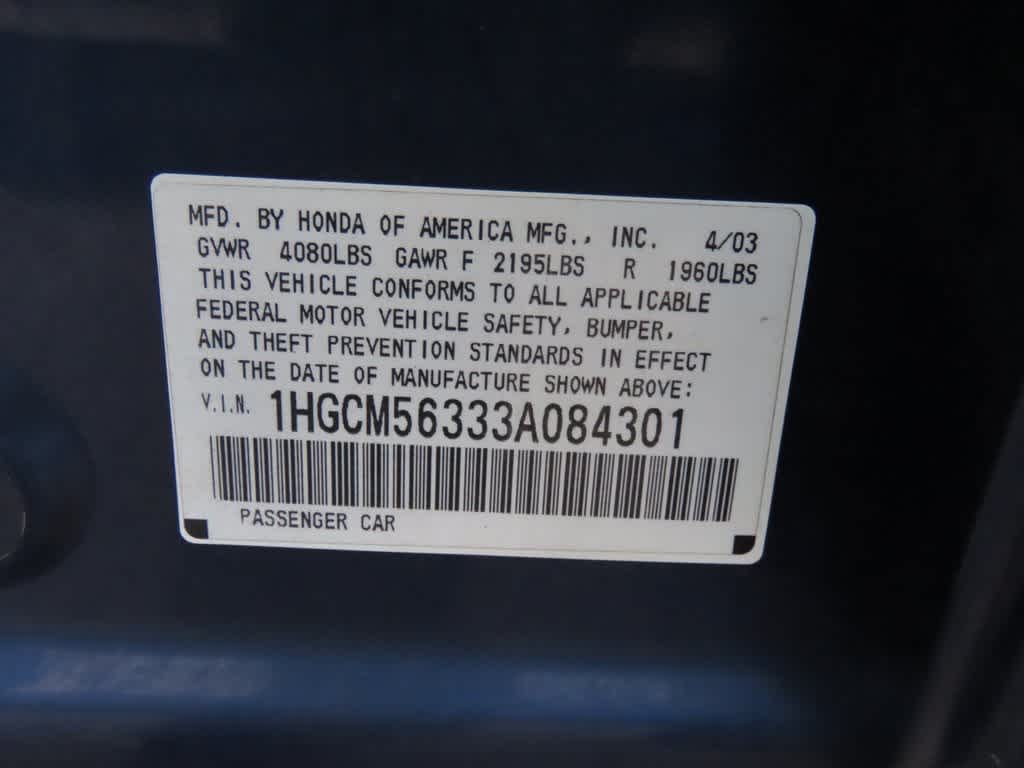 MFD. BY HONDA OF AMERICA MFG., INC. 4/03
GVWR 4080LBS GAWR F 2195LBS R 1960LBS
THIS VEHICLE CONFORMS TO ALL APPLICABLE
FEDERAL MOTOR VEHICLE SAFETY, BUMPER,
AND THEFT PREVENTION STANDARDS IN EFFECT
ON THE DATE OF MANUFACTURE SHOWN ABOVE:
V.I.N. 1HGCM56333A084301
PASSENGER CAR